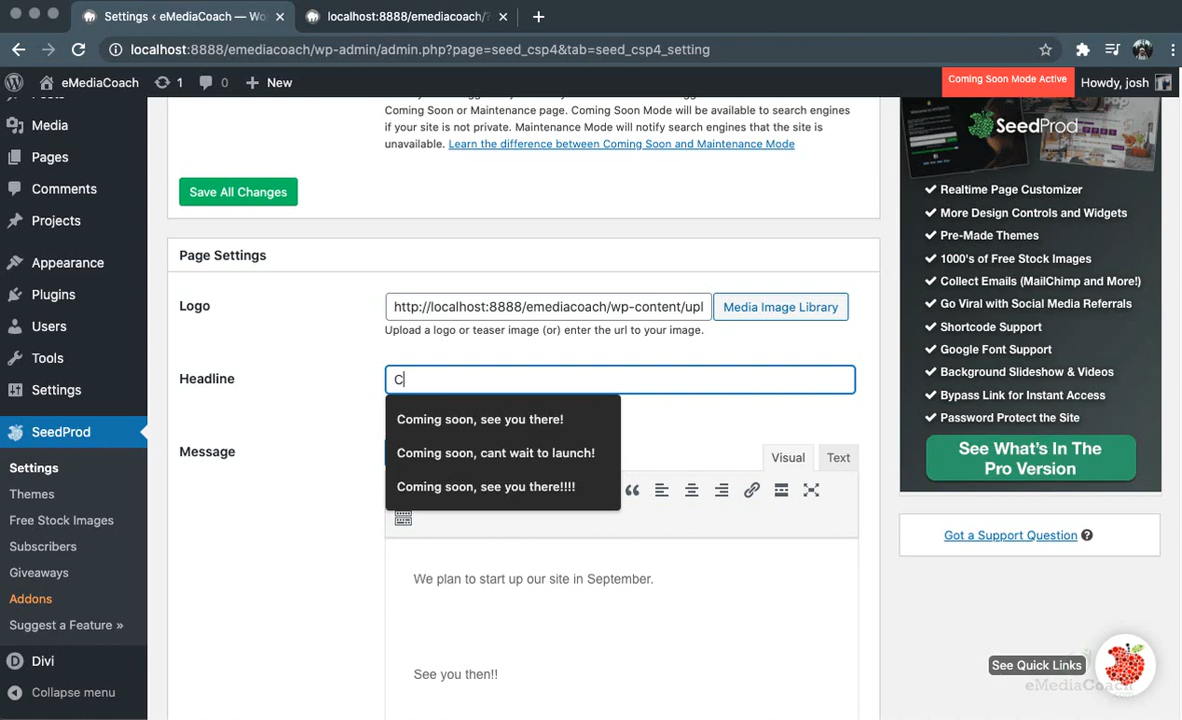 Settings ‹ eMediaCoach — Wo
localhost:8888/emediacoach/?
localhost:8888/emediacoach/wp-admin/admin.php?page=seed_csp4&tab=seed_csp4_setting
eMediaCoach
1
0
New
Coming Soon Mode Active
Howdy, josh
Media
Pages
Comments
Projects
Appearance
Plugins
Users
Tools
Settings
SeedProd
Settings
Themes
Free Stock Images
Subscribers
Giveaways
Addons
Suggest a Feature »
Divi
Collapse menu
Coming Soon or Maintenance page. Coming Soon Mode will be available to search engines
if your site is not private. Maintenance Mode will notify search engines that the site is
unavailable. Learn the difference between Coming Soon and Maintenance Mode
Save All Changes
Page Settings
Logo
http://localhost:8888/emediacoach/wp-content/upl
Media Image Library
Upload a logo or teaser image (or) enter the url to your image.
Headline
C
Coming soon, see you there!
Coming soon, cant wait to launch!
Coming soon, see you there!!!!
Message
Visual
Text
We plan to start up our site in September.
See you then!!
SeedProd
Realtime Page Customizer
More Design Controls and Widgets
Pre-Made Themes
1000's of Free Stock Images
Collect Emails (MailChimp and More!)
Go Viral with Social Media Referrals
Shortcode Support
Google Font Support
Background Slideshow & Videos
Bypass Link for Instant Access
Password Protect the Site
See What's In The
Pro Version
Got a Support Question
See Quick Links
eMediaCoach